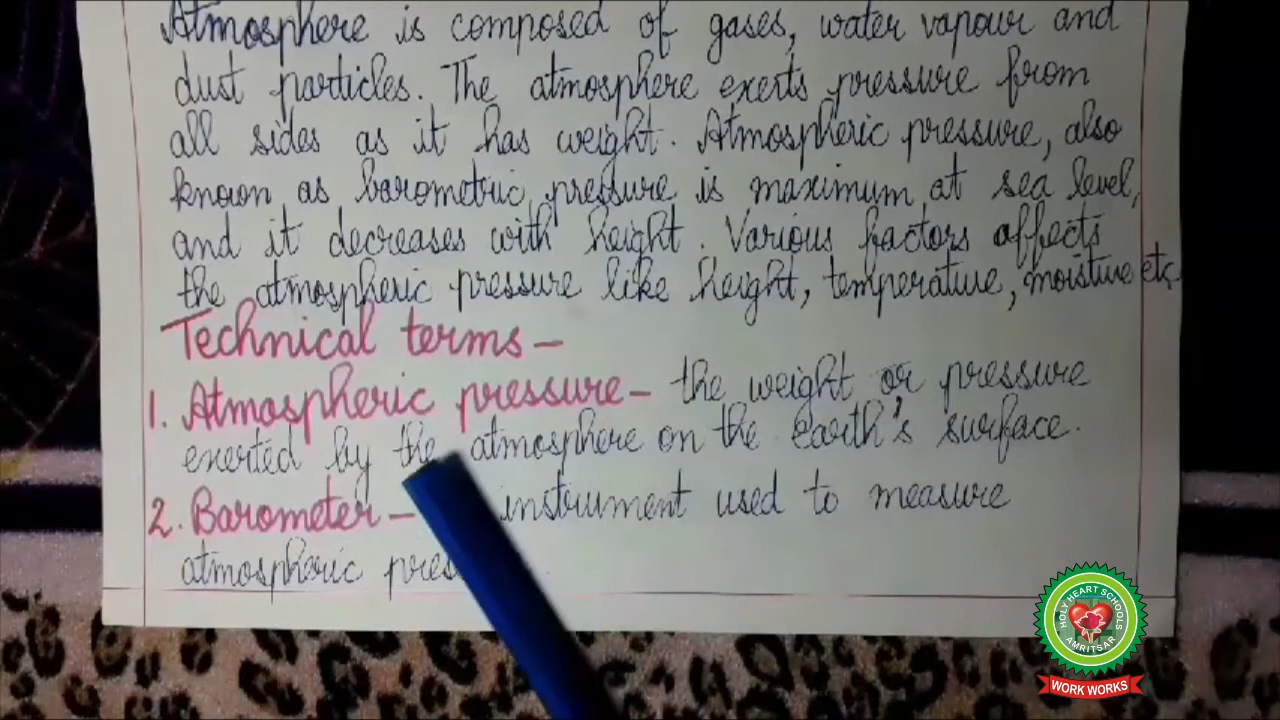 Atmosphere is composed of gases, water vapour and
dust particles. The atmosphere exerts pressure from
all sides as it has weight. Atmospheric pressure, also
known as barometric pressure is maximum at sea level,
and it decreases with height. Various factors affects
the atmospheric pressure like height, temperature, moisture etc.
Technical terms-
1. Atmospheric pressure- the weight or pressure
exerted by the atmosphere on the earth's surface.
2. Barometer- instrument used to measure
atmospheric pres
HOLY HEART SCHOOLS
AMRITSAR
WORK WORKS